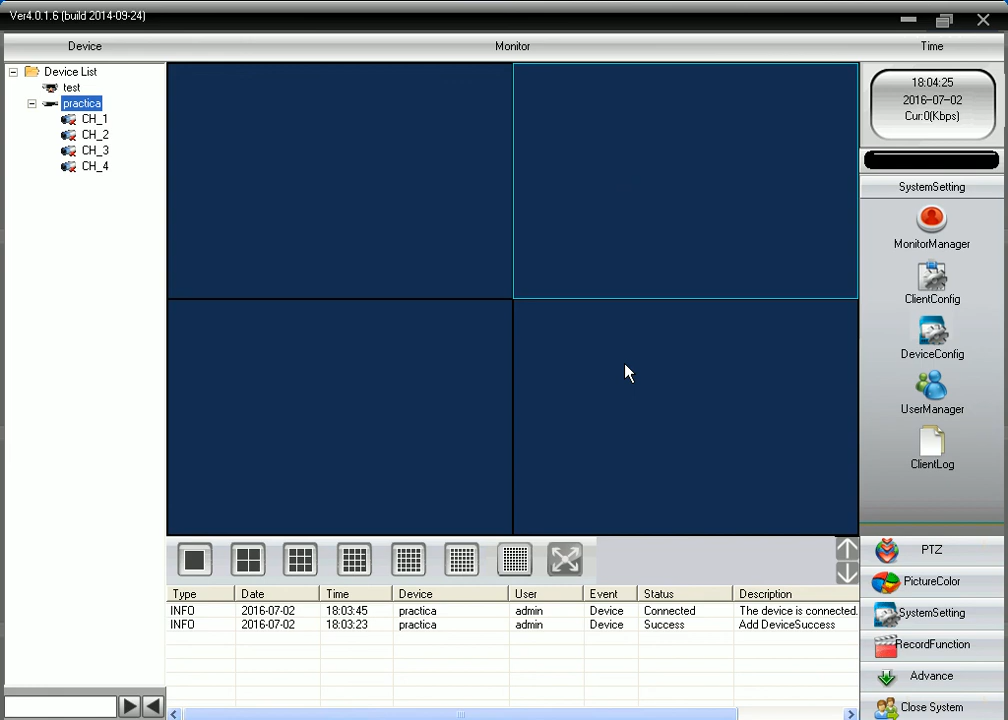 Ver4.0.1.6 (build 2014-09-24)
Device
Monitor
Time
Device List
test
practica
CH_1
CH_2
CH_3
CH_4
18:04:25
2016-07-02
Cur:0(Kbps)
SystemSetting
MonitorManager
ClientConfig
DeviceConfig
UserManager
ClientLog
PTZ
PictureColor
SystemSetting
RecordFunction
Advance
Close System
Type Date Time Device User Event Status Description
INFO 2016-07-02 18:03:45 practica admin Device Connected The device is connected.
INFO 2016-07-02 18:03:23 practica admin Device Success Add DeviceSuccess